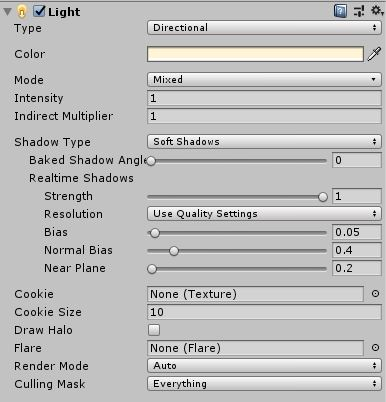 Light
Type Directional
Color
Mode Mixed
Intensity 1
Indirect Multiplier 1
Shadow Type Soft Shadows
Baked Shadow Angle 0
Realtime Shadows
Strength 1
Resolution Use Quality Settings
Bias 0.05
Normal Bias 0.4
Near Plane 0.2
Cookie None (Texture)
Cookie Size 10
Draw Halo
Flare None (Flare)
Render Mode Auto
Culling Mask Everything